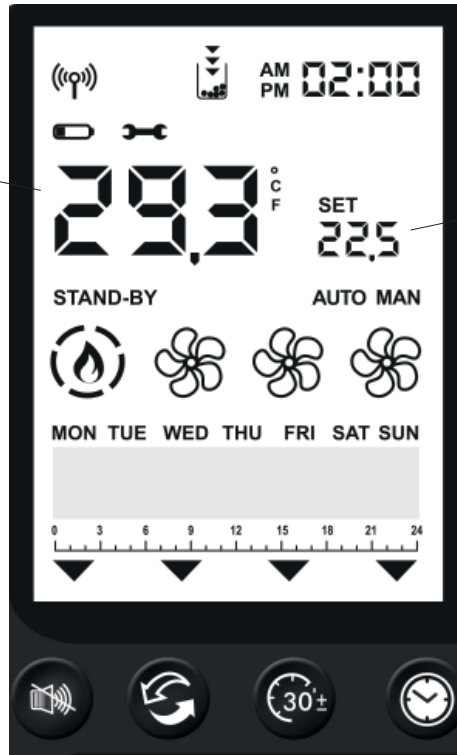 AM 02:00
PM
29,3 °C
F
SET
22,5
STAND-BY AUTO MAN
MON TUE WED THU FRI SAT SUN
0 3 6 9 12 15 18 21 24
30'±